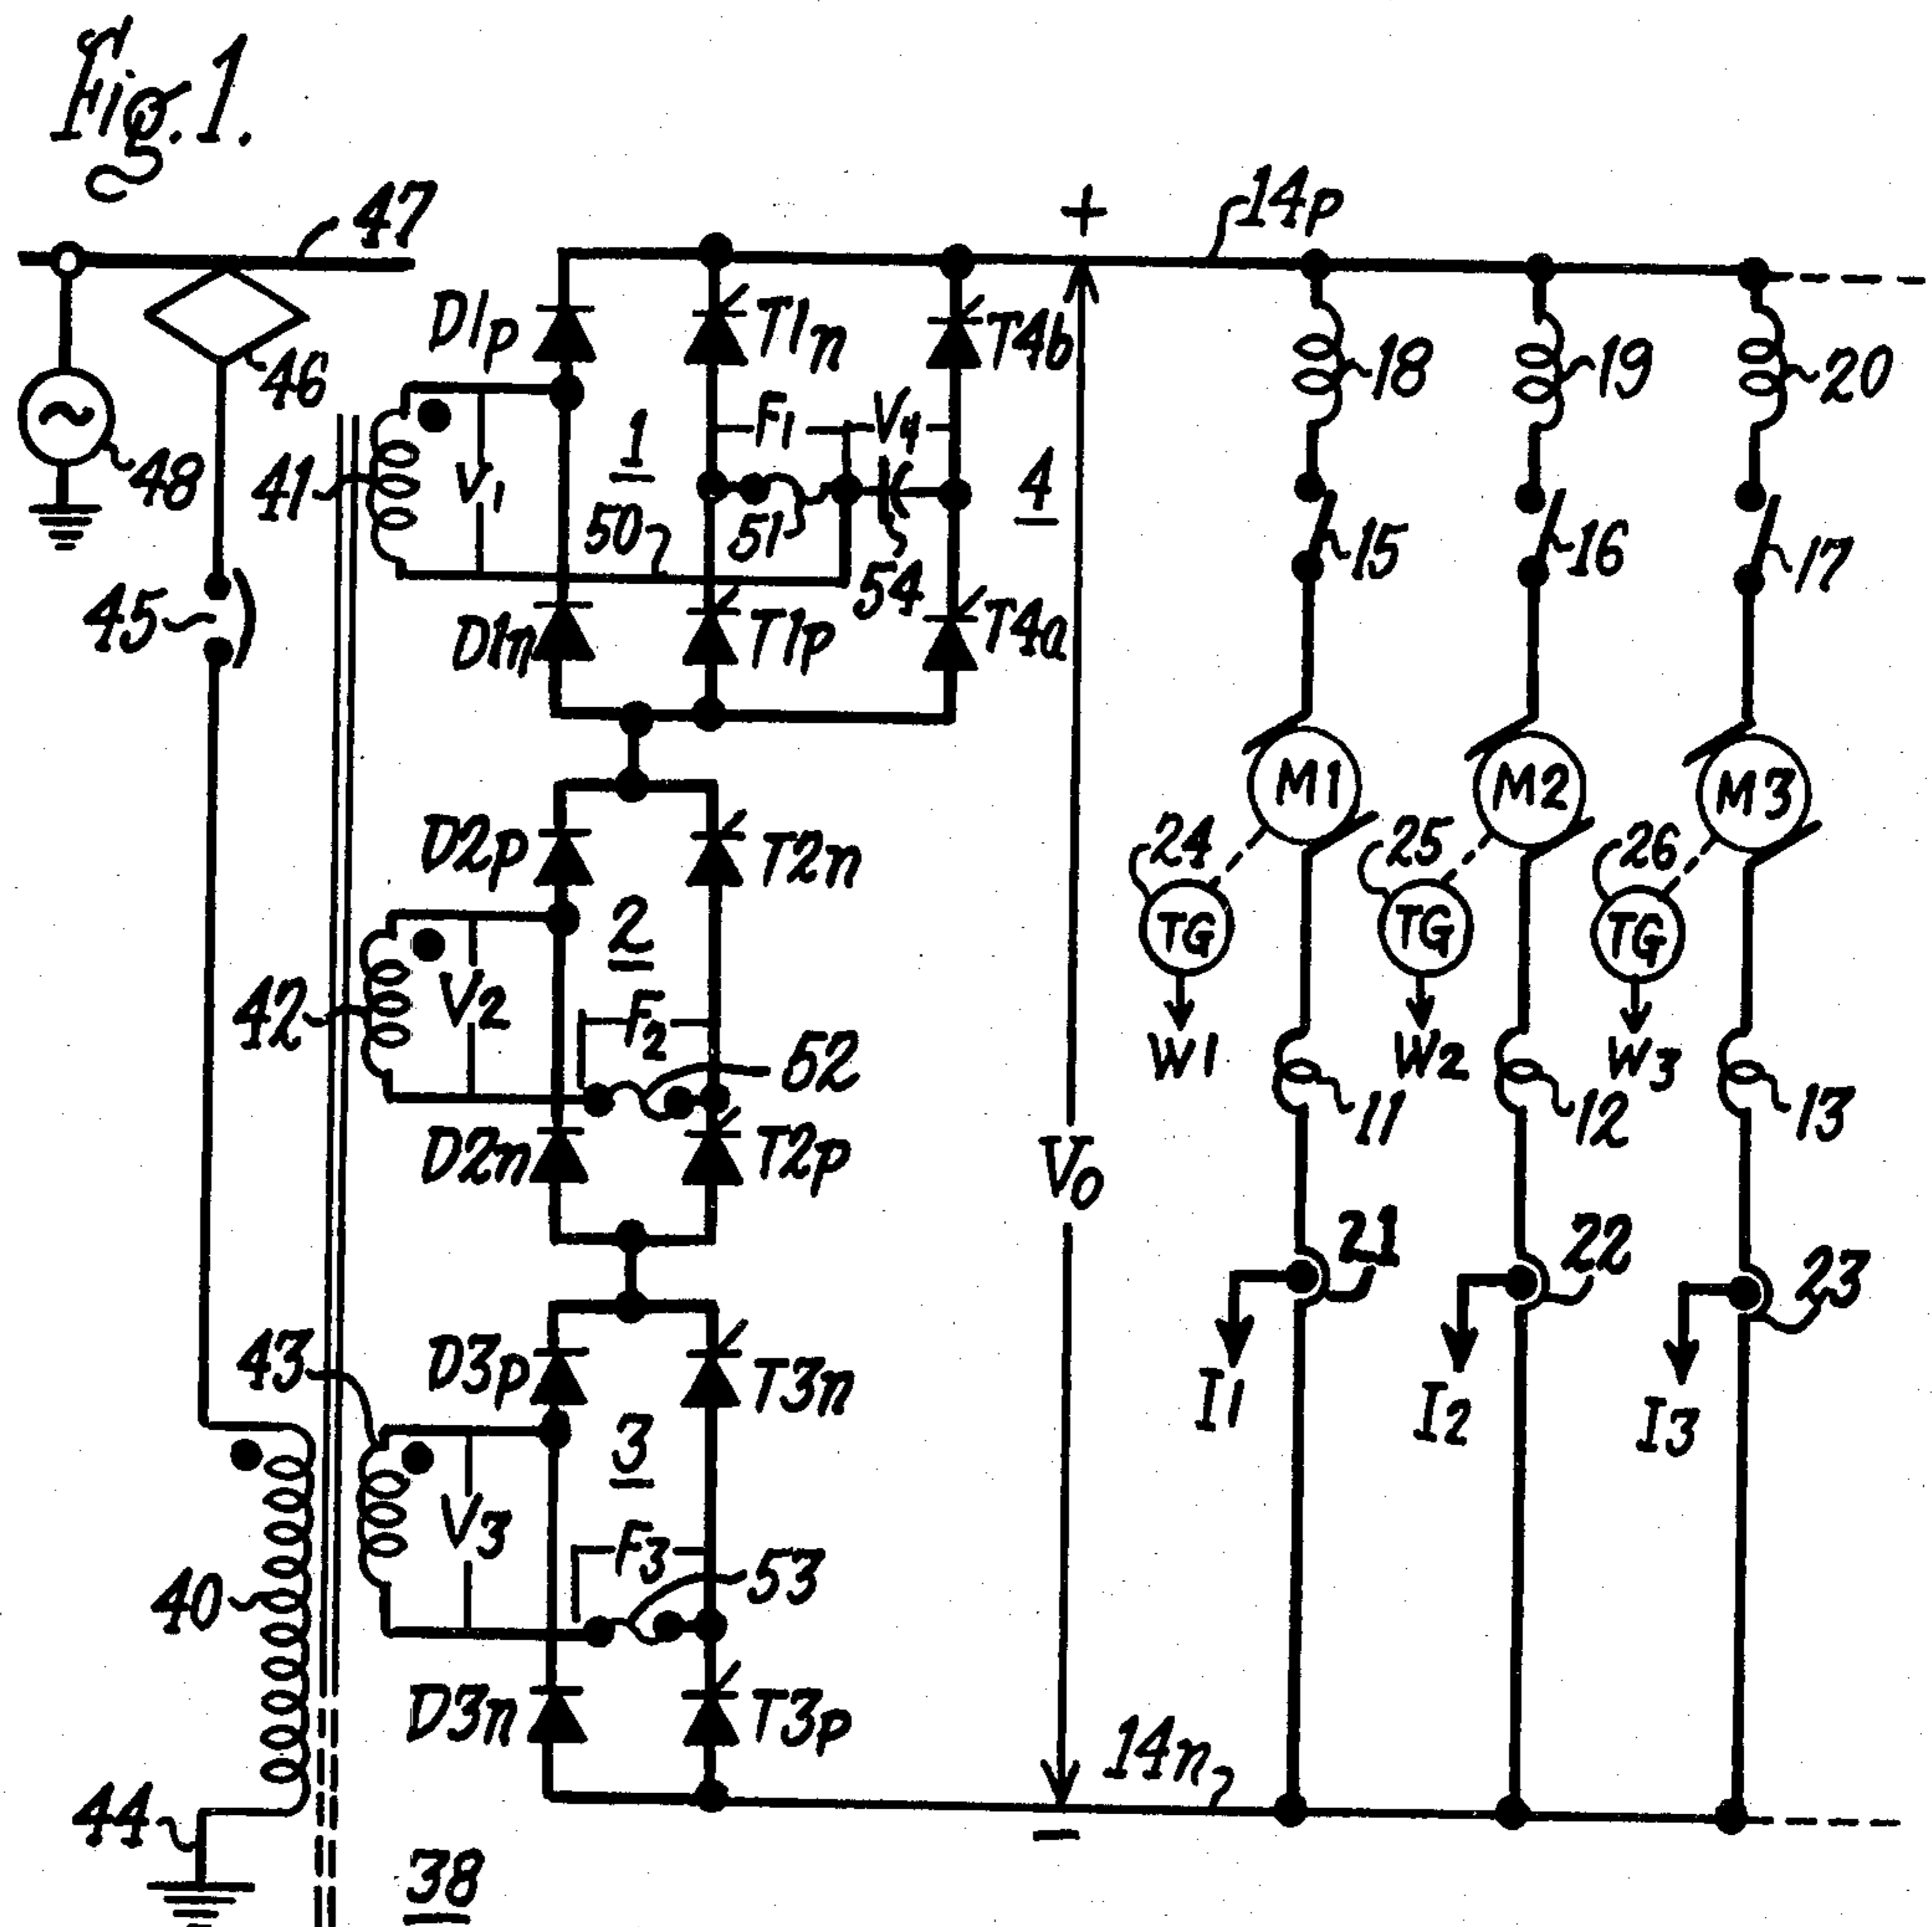 Fig. 1.
47
14p
+
D1p
T1n
T4b
46
18
19
20
48
41
V1
1
F1
V4
4
50
51
54
15
16
17
45
D1n
T1p
T4a
M1
M2
M3
D2p
T2n
24
25
26
TG
TG
TG
2
42
V2
F2
52
W1
W2
W3
11
12
13
D2n
T2p
V0
21
22
23
43
D3p
T3n
I1
I2
I3
3
V3
F3
53
40
D3n
T3p
14n
44
38
−